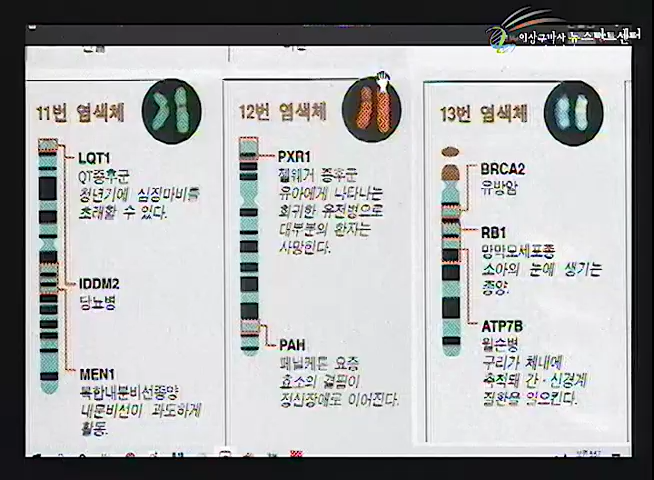 이상구박사 뉴스타트센터
11번 염색체
LQT1
QT증후군
청년기에 심장마비를
초래할 수 있다.
IDDM2
당뇨병
MEN1
복합내분비선종양
내분비선이 과도하게
활동.
12번 염색체
PXR1
젤웨거 증후군
유아에게 나타나는
희귀한 유전병으로
대부분의 환자는
사망한다.
PAH
페닐케톤 요증
효소의 결핍이
정신장애로 이어진다.
13번 염색체
BRCA2
유방암
RB1
망막모세포종
소아의 눈에 생기는
종양.
ATP7B
윌슨병
구리가 체내에
축적돼 간·신경계
질환을 일으킨다.